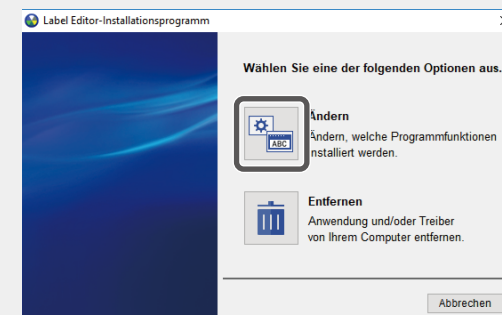 Label Editor-Installationsprogramm
Wählen Sie eine der folgenden Optionen aus.
ABC
Ändern
Ändern, welche Programmfunktionen
installiert werden.
Entfernen
Anwendung und/oder Treiber
von Ihrem Computer entfernen.
Abbrechen